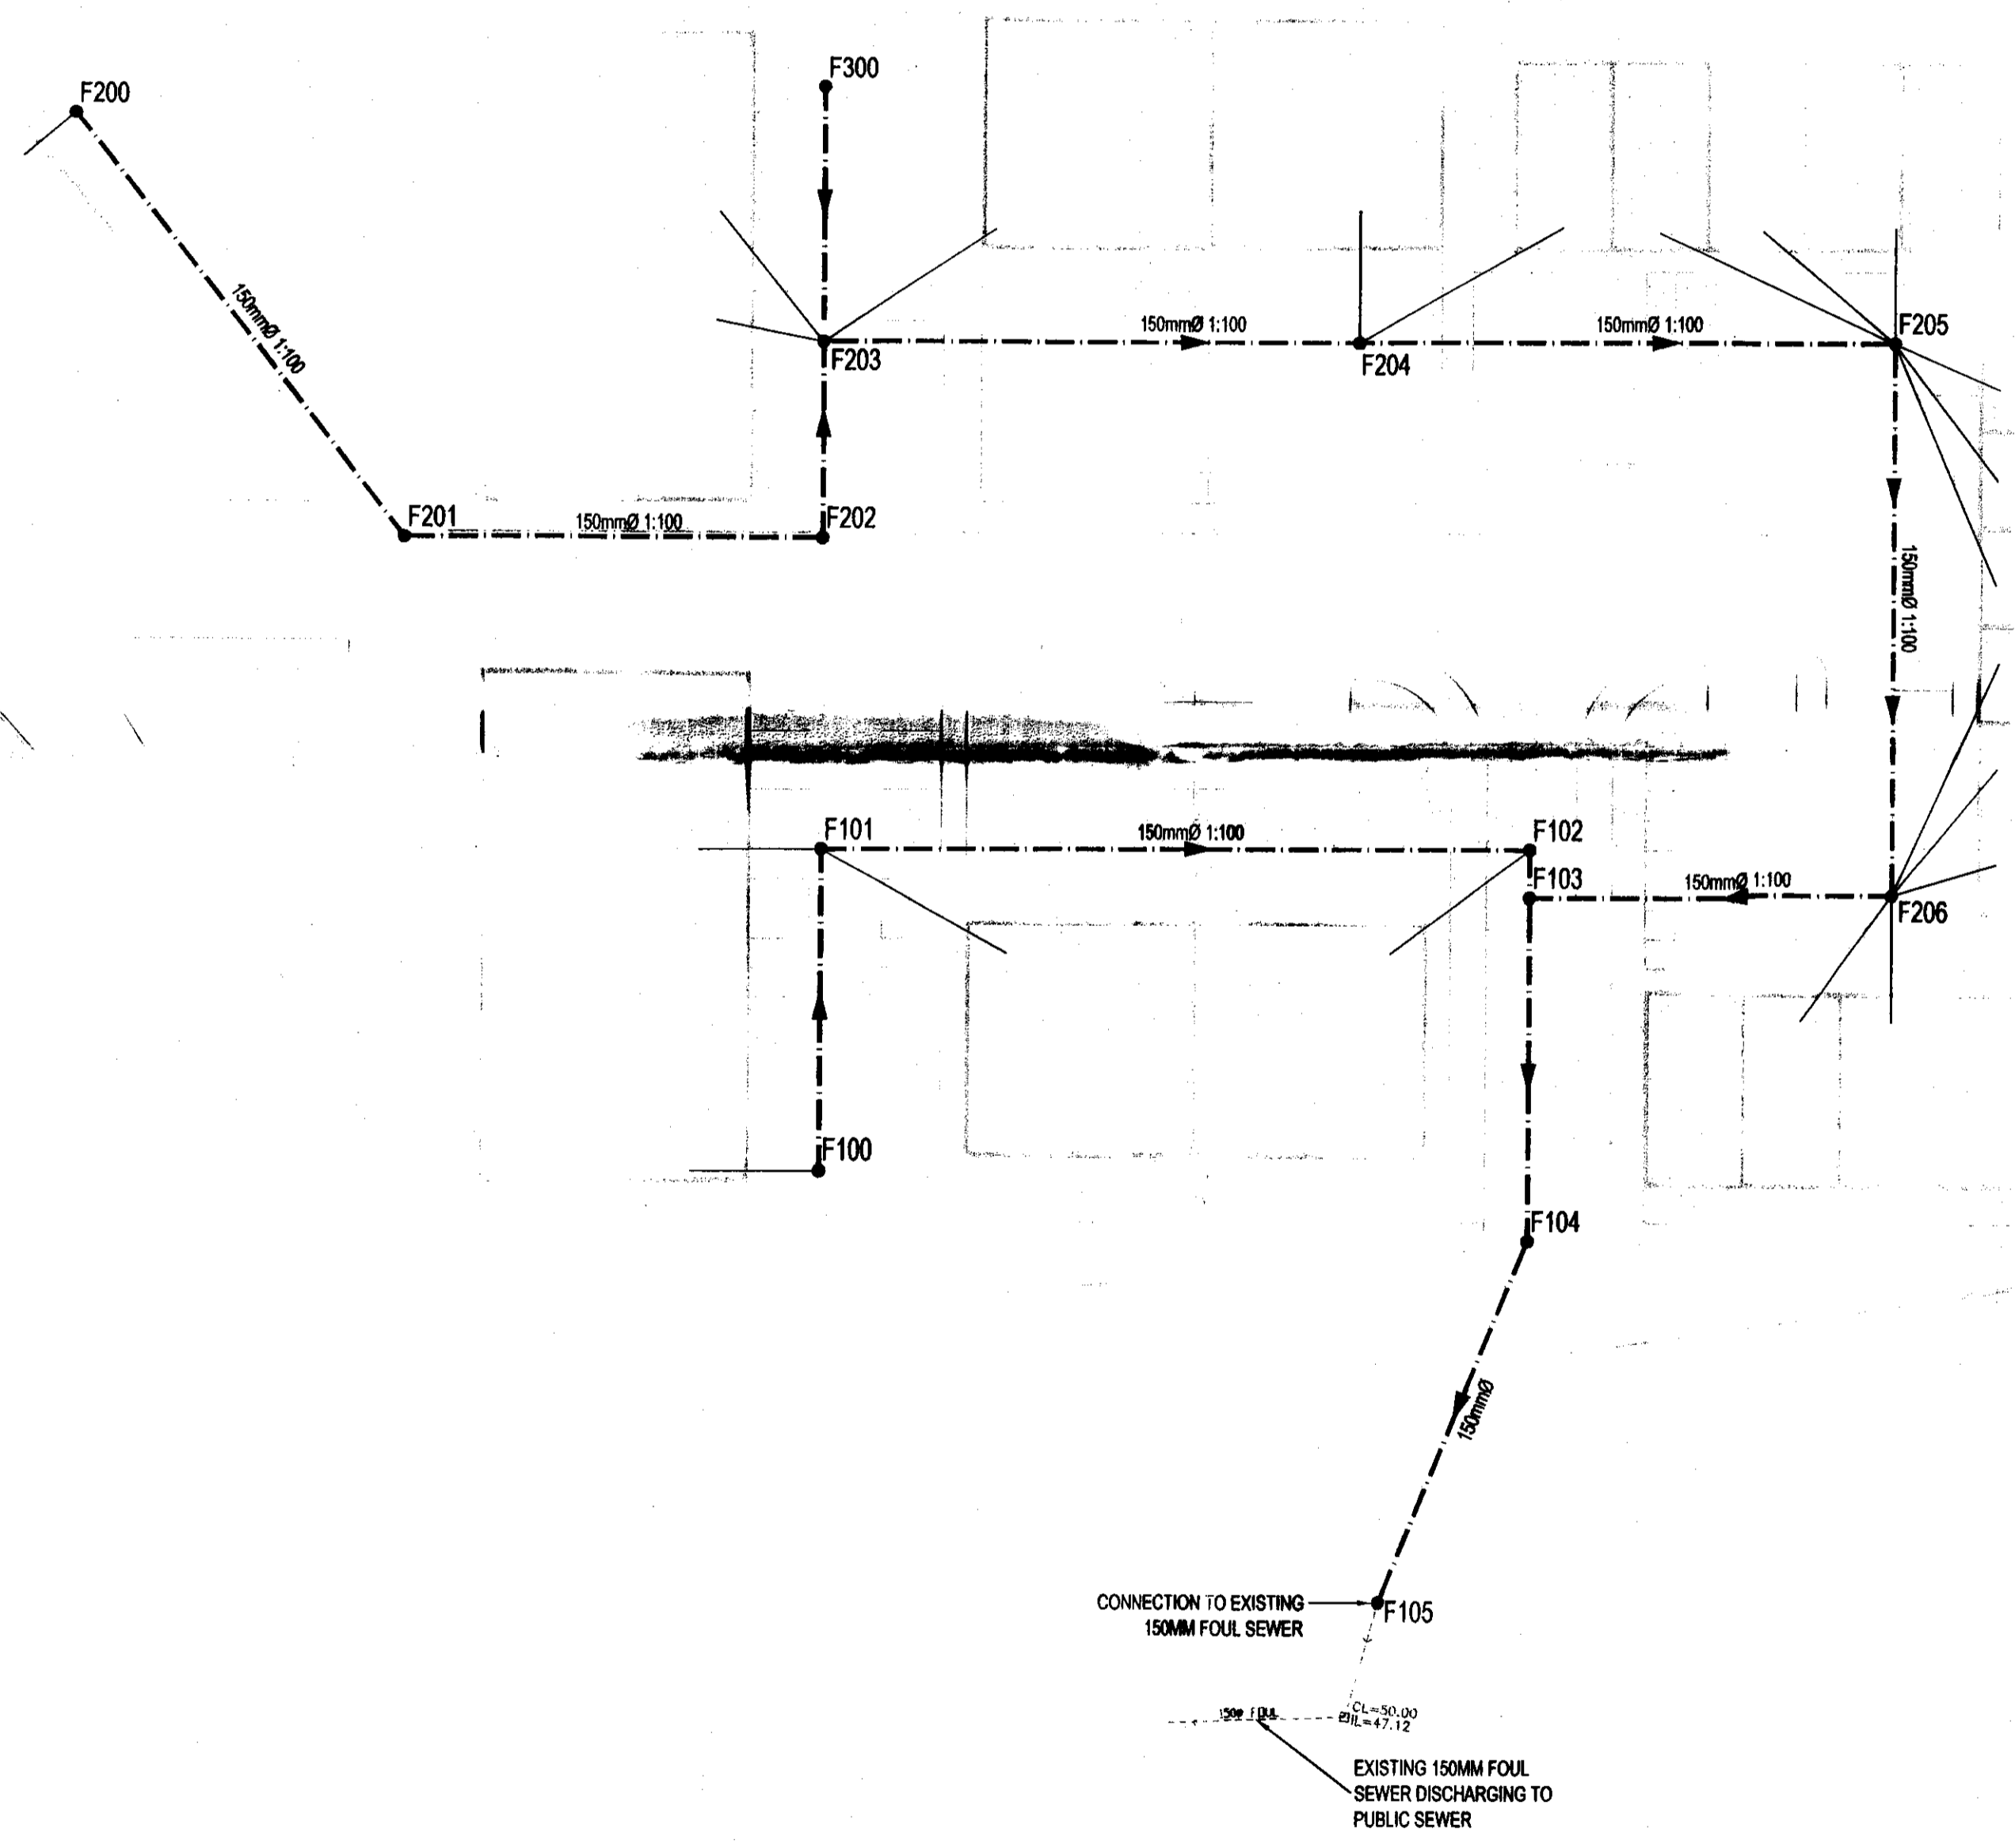 F300
F200
150mmØ 1:100
150mmØ 1:100
150mmØ 1:100
F205
F203
F204
F201
150mmØ 1:100
F202
150mmØ 1:100
F101
150mmØ 1:100
F102
F103
150mmØ 1:100
F206
F100
F104
150mmØ
CONNECTION TO EXISTING
150MM FOUL SEWER
F105
150ø FOUL
CL=50.00
IL=47.12
EXISTING 150MM FOUL
SEWER DISCHARGING TO
PUBLIC SEWER